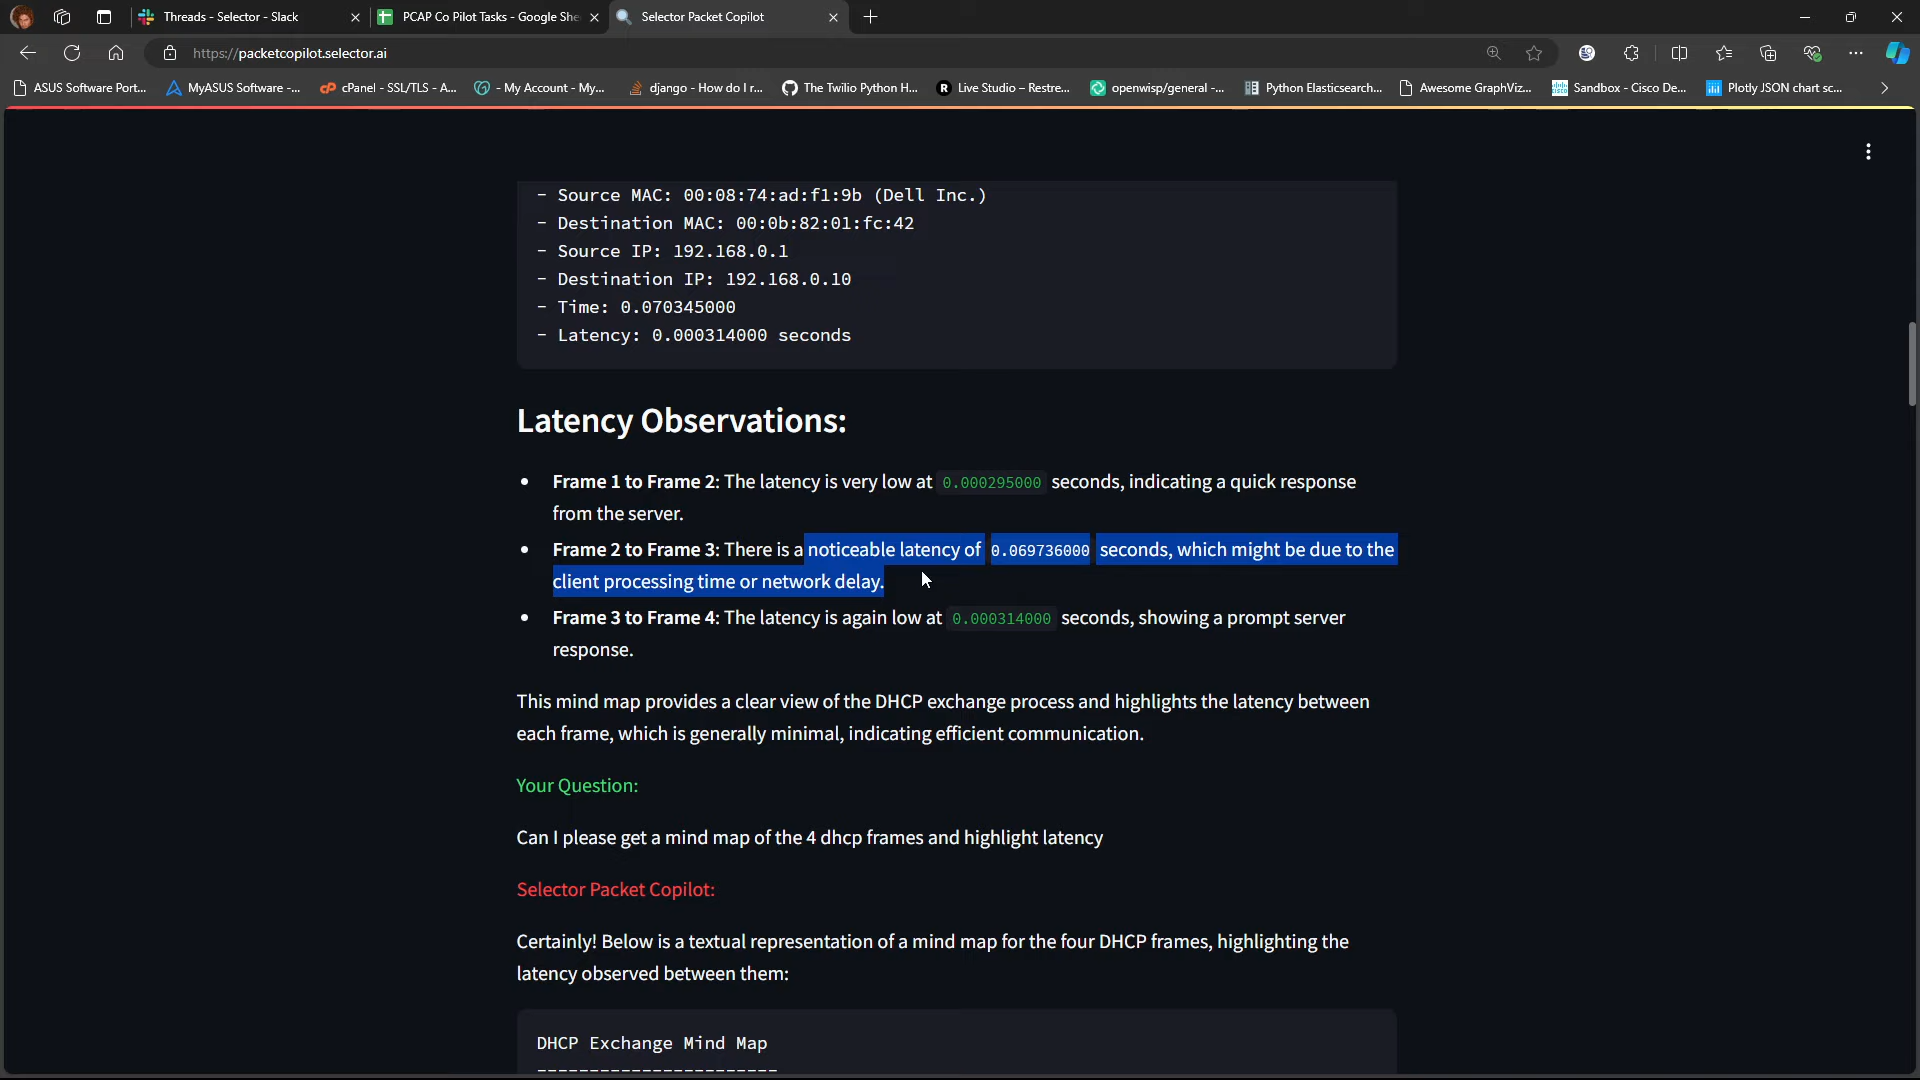 Threads - Selector - Slack
PCAP Co Pilot Tasks - Google She
Selector Packet Copilot
https://packetcopilot.selector.ai
ASUS Software Port...
MyASUS Software -...
cPanel - SSL/TLS - A...
- My Account - My...
django - How do I r...
The Twilio Python H...
Live Studio – Restre...
openwisp/general -...
Python Elasticsearch...
Awesome GraphViz...
Sandbox - Cisco De...
Plotly JSON chart sc...
- Source MAC: 00:08:74:ad:f1:9b (Dell Inc.)
- Destination MAC: 00:0b:82:01:fc:42
- Source IP: 192.168.0.1
- Destination IP: 192.168.0.10
- Time: 0.070345000
- Latency: 0.000314000 seconds
Latency Observations:
• Frame 1 to Frame 2: The latency is very low at 0.000295000 seconds, indicating a quick response
from the server.
• Frame 2 to Frame 3: There is a noticeable latency of 0.069736000 seconds, which might be due to the
client processing time or network delay.
• Frame 3 to Frame 4: The latency is again low at 0.000314000 seconds, showing a prompt server
response.
This mind map provides a clear view of the DHCP exchange process and highlights the latency between
each frame, which is generally minimal, indicating efficient communication.
Your Question:
Can I please get a mind map of the 4 dhcp frames and highlight latency
Selector Packet Copilot:
Certainly! Below is a textual representation of a mind map for the four DHCP frames, highlighting the
latency observed between them:
DHCP Exchange Mind Map
-----------------------